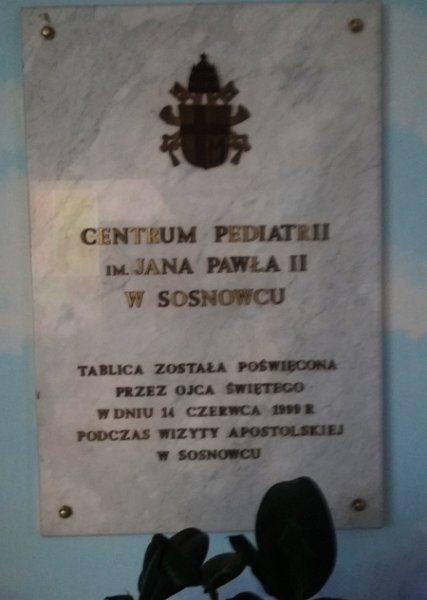 CENTRUM PEDIATRII
IM. JANA PAWŁA II
W SOSNOWCU
TABLICA ZOSTAŁA POŚWIĘCONA
PRZEZ OJCA ŚWIĘTEGO
W DNIU 14 CZERWCA 1999 R
PODCZAS WIZYTY APOSTOLSKIEJ
W SOSNOWCU